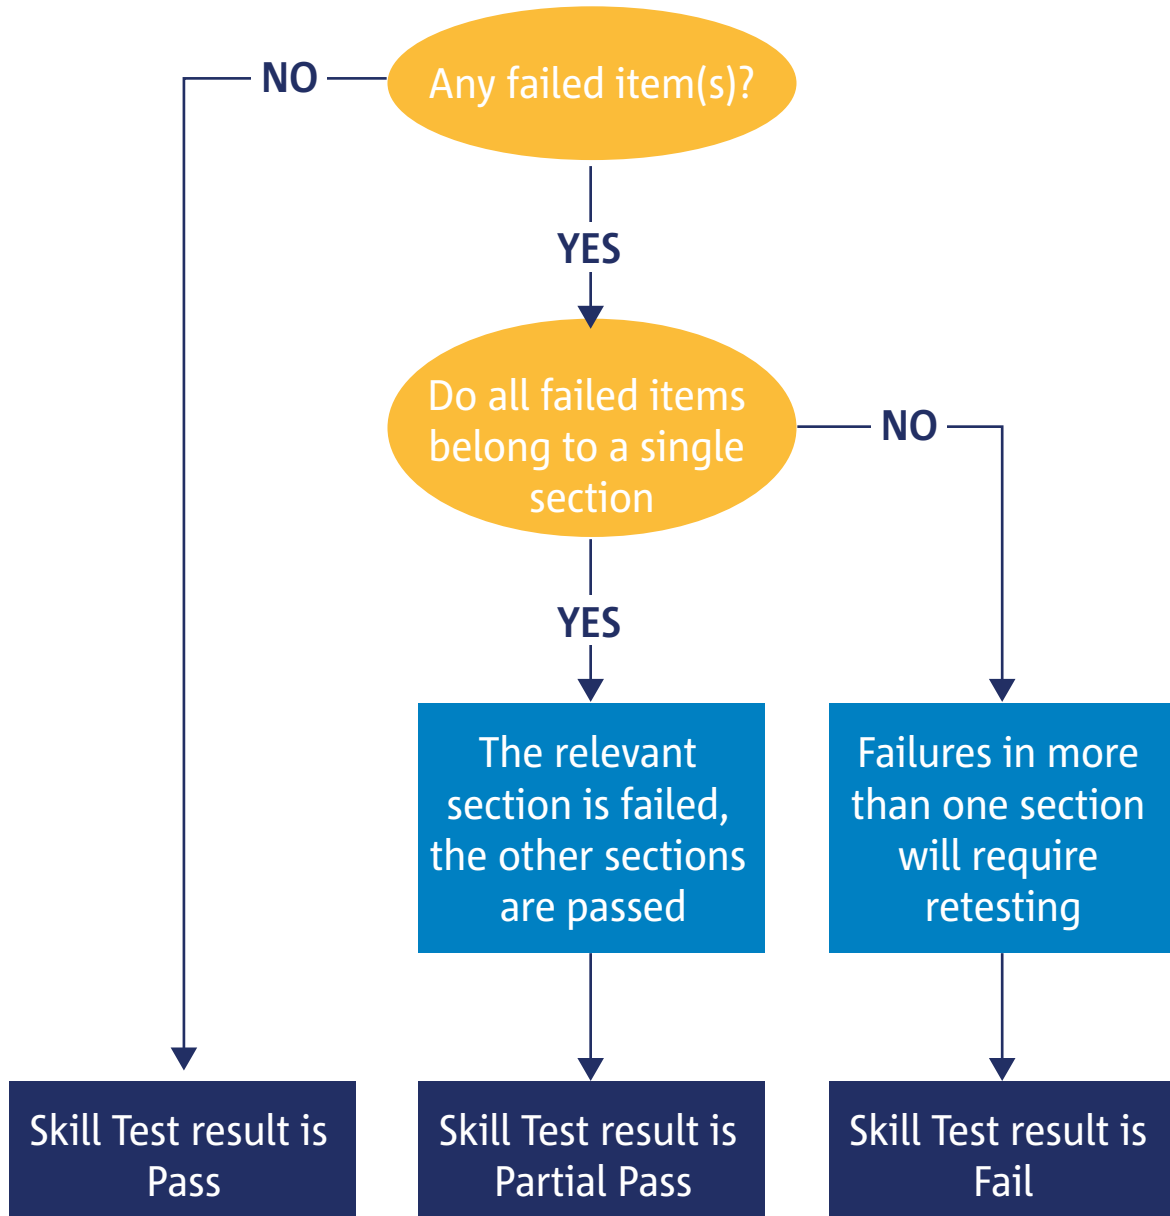 Any failed item(s)?
NO
YES
Do all failed items
belong to a single
section
NO
YES
The relevant
section is failed,
the other sections
are passed
Failures in more
than one section
will require
retesting
Skill Test result is
Pass
Skill Test result is
Partial Pass
Skill Test result is
Fail